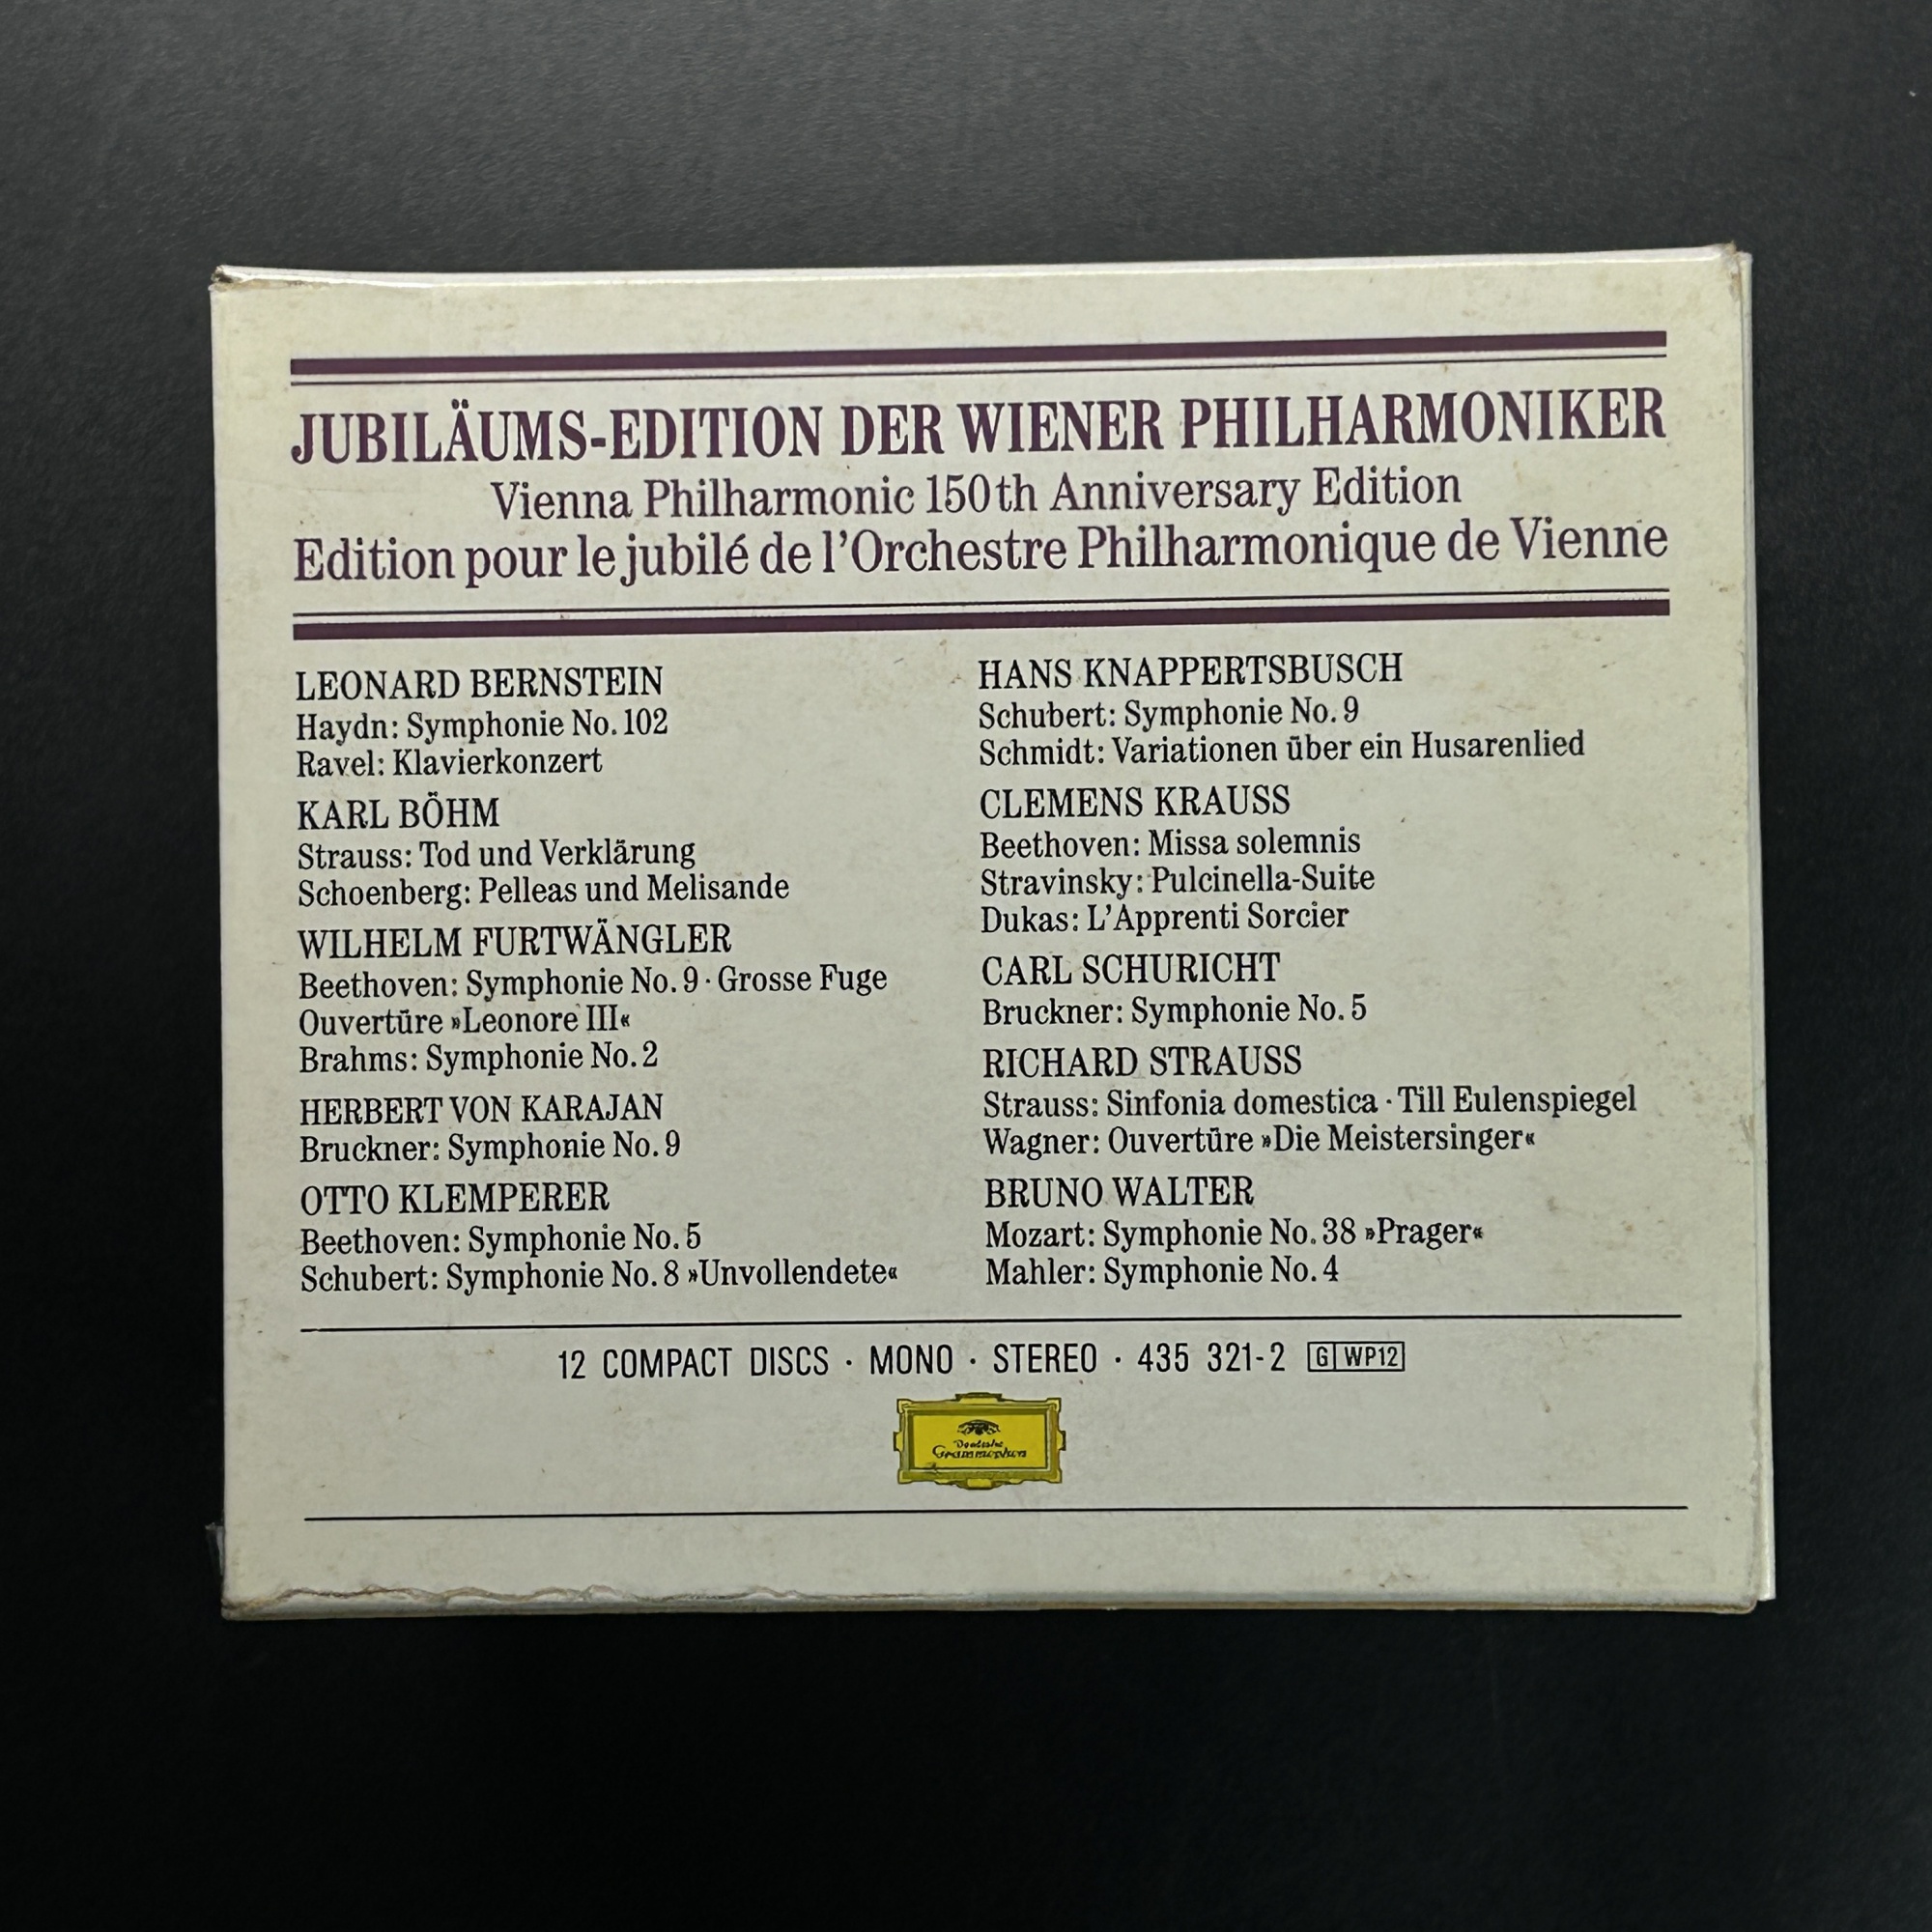 JUBILÄUMS-EDITION DER WIENER PHILHARMONIKER
Vienna Philharmonic 150th Anniversary Edition
Edition pour le jubilé de l’Orchestre Philharmonique de Vienne
LEONARD BERNSTEIN
Haydn: Symphonie No. 102
Ravel: Klavierkonzert
KARL BÖHM
Strauss: Tod und Verklärung
Schoenberg: Pelleas und Melisande
WILHELM FURTWÄNGLER
Beethoven: Symphonie No. 9 · Grosse Fuge
Ouvertüre »Leonore III«
Brahms: Symphonie No. 2
HERBERT VON KARAJAN
Bruckner: Symphonie No. 9
OTTO KLEMPERER
Beethoven: Symphonie No. 5
Schubert: Symphonie No. 8 »Unvollendete«
HANS KNAPPERTSBUSCH
Schubert: Symphonie No. 9
Schmidt: Variationen über ein Husarenlied
CLEMENS KRAUSS
Beethoven: Missa solemnis
Stravinsky: Pulcinella-Suite
Dukas: L’Apprenti Sorcier
CARL SCHURICHT
Bruckner: Symphonie No. 5
RICHARD STRAUSS
Strauss: Sinfonia domestica · Till Eulenspiegel
Wagner: Ouvertüre »Die Meistersinger«
BRUNO WALTER
Mozart: Symphonie No. 38 »Prager«
Mahler: Symphonie No. 4
12 COMPACT DISCS · MONO · STEREO · 435 321-2 G WP12
Deutsche
Grammophon